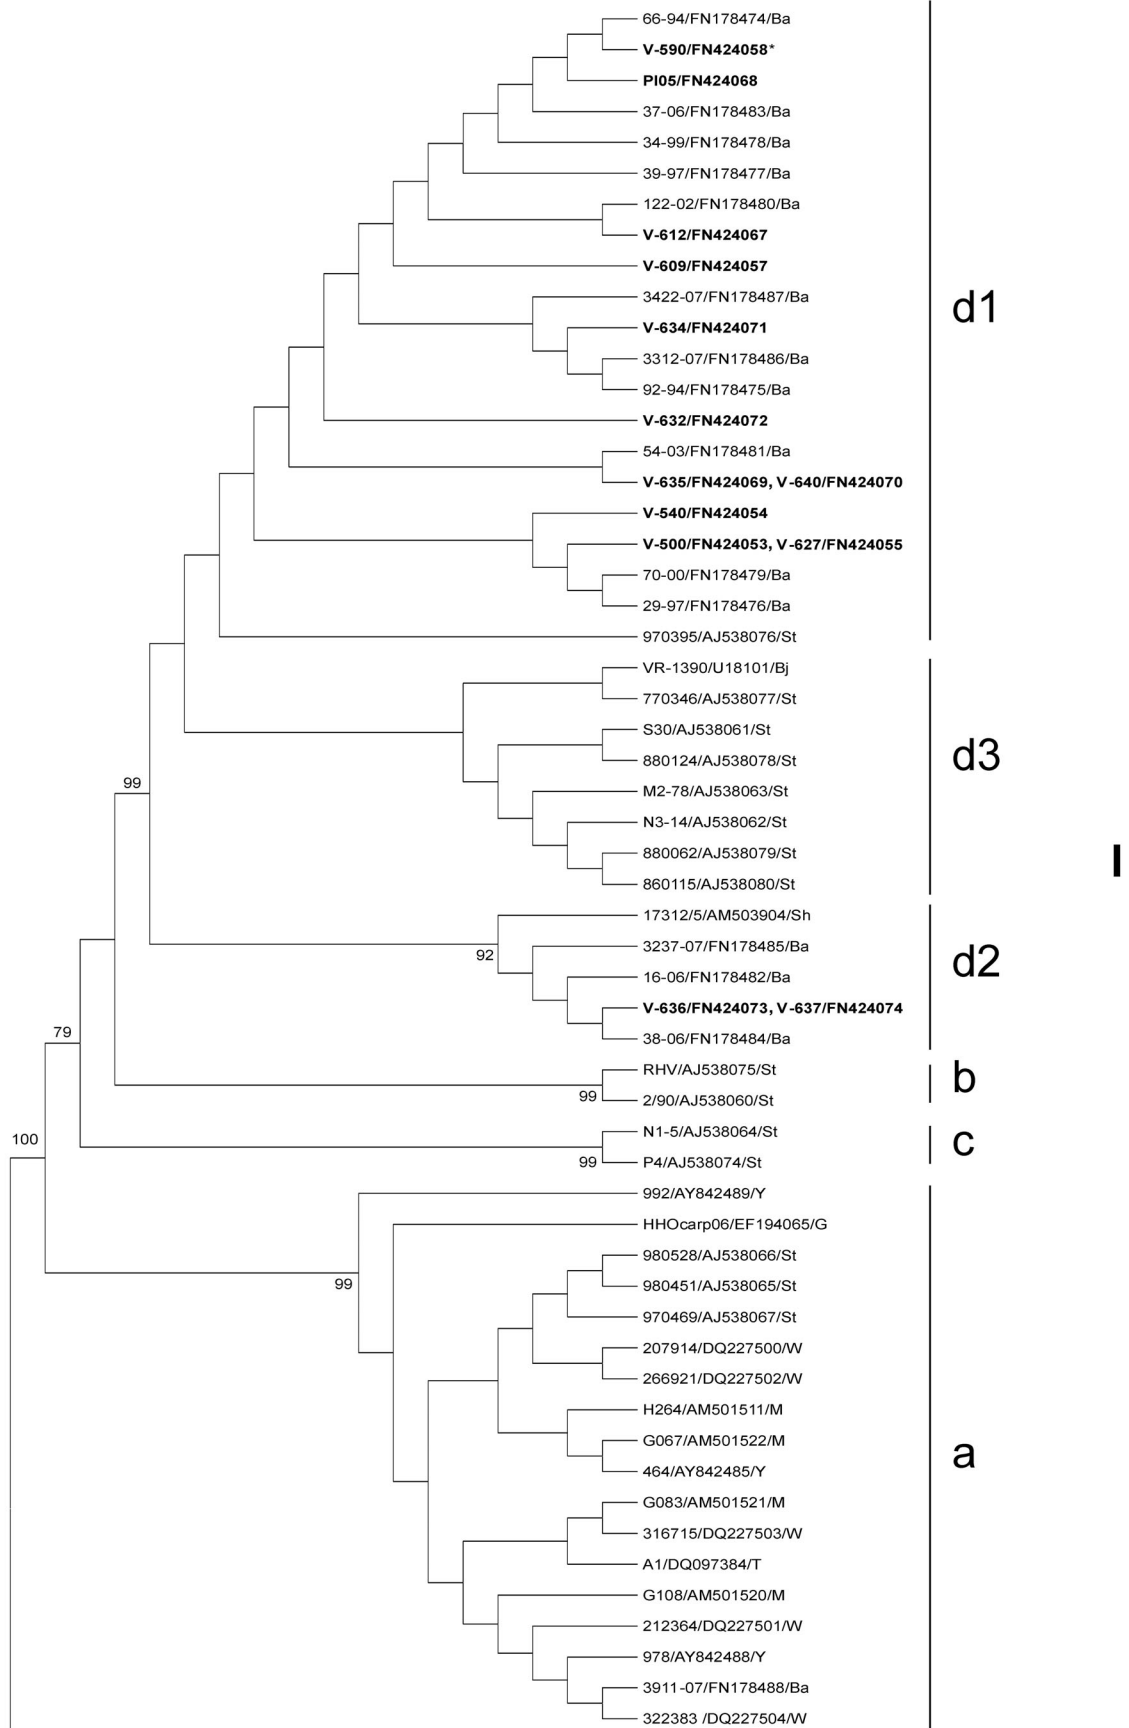 66-94/FN178474/Ba
V-590/FN424058*
PI05/FN424068
37-06/FN178483/Ba
34-99/FN178478/Ba
39-97/FN178477/Ba
122-02/FN178480/Ba
V-612/FN424067
V-609/FN424057
3422-07/FN178487/Ba
d1
V-634/FN424071
3312-07/FN178486/Ba
92-94/FN178475/Ba
V-632/FN424072
54-03/FN178481/Ba
V-635/FN424069, V-640/FN424070
V-540/FN424054
V-500/FN424053, V-627/FN424055
70-00/FN178479/Ba
29-97/FN178476/Ba
970395/AJ538076/St
VR-1390/U18101/Bj
770346/AJ538077/St
S30/AJ538061/St
d3
880124/AJ538078/St
99
M2-78/AJ538063/St
N3-14/AJ538062/St
880062/AJ538079/St
I
860115/AJ538080/St
17312/5/AM503904/Sh
3237-07/FN178485/Ba
92
d2
16-06/FN178482/Ba
V-636/FN424073, V-637/FN424074
79
38-06/FN178484/Ba
RHV/AJ538075/St
b
99
2/90/AJ538060/St
N1-5/AJ538064/St
100
c
99
P4/AJ538074/St
992/AY842489/Y
HHOcarp06/EF194065/G
980528/AJ538066/St
99
980451/AJ538065/St
970469/AJ538067/St
207914/DQ227500/W
266921/DQ227502/W
H264/AM501511/M
G067/AM501522/M
a
464/AY842485/Y
G083/AM501521/M
316715/DQ227503/W
A1/DQ097384/T
G108/AM501520/M
212364/DQ227501/W
978/AY842488/Y
3911-07/FN178488/Ba
322383 /DQ227504/W